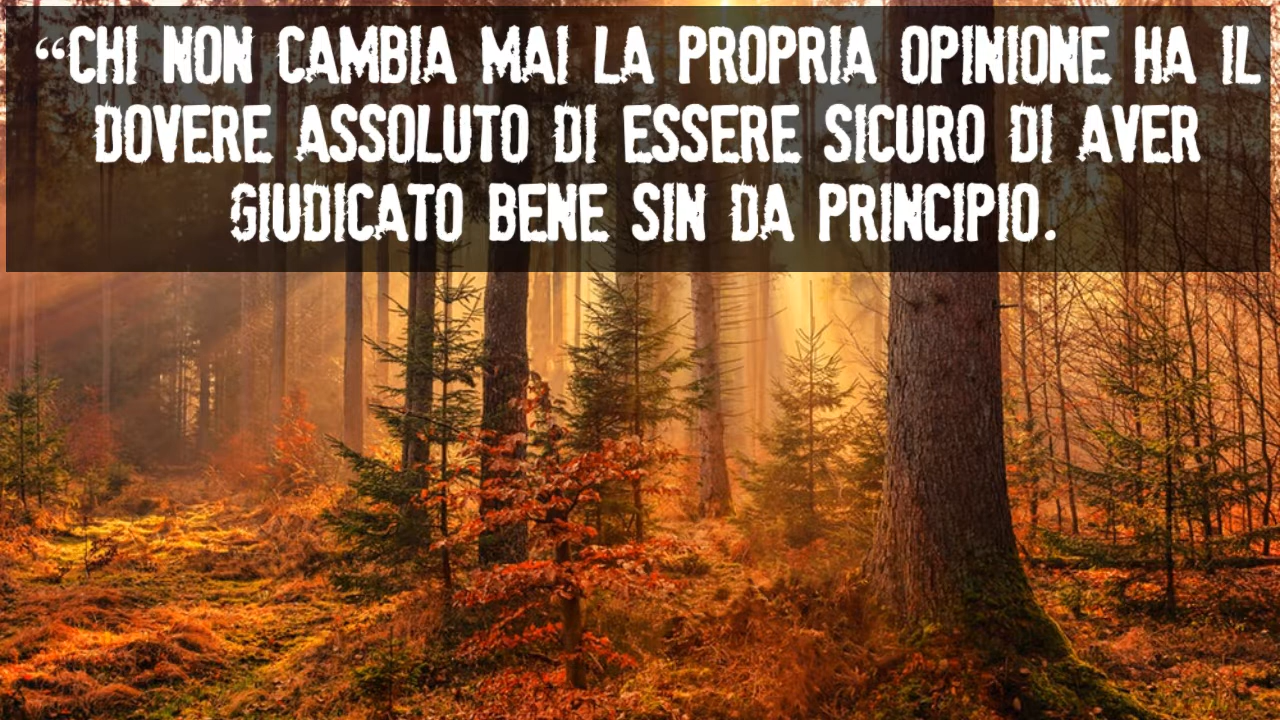 “CHI NON CAMBIA MAI LA PROPRIA OPINIONE HA IL
DOVERE ASSOLUTO DI ESSERE SICURO DI AVER
GIUDICATO BENE SIN DA PRINCIPIO.